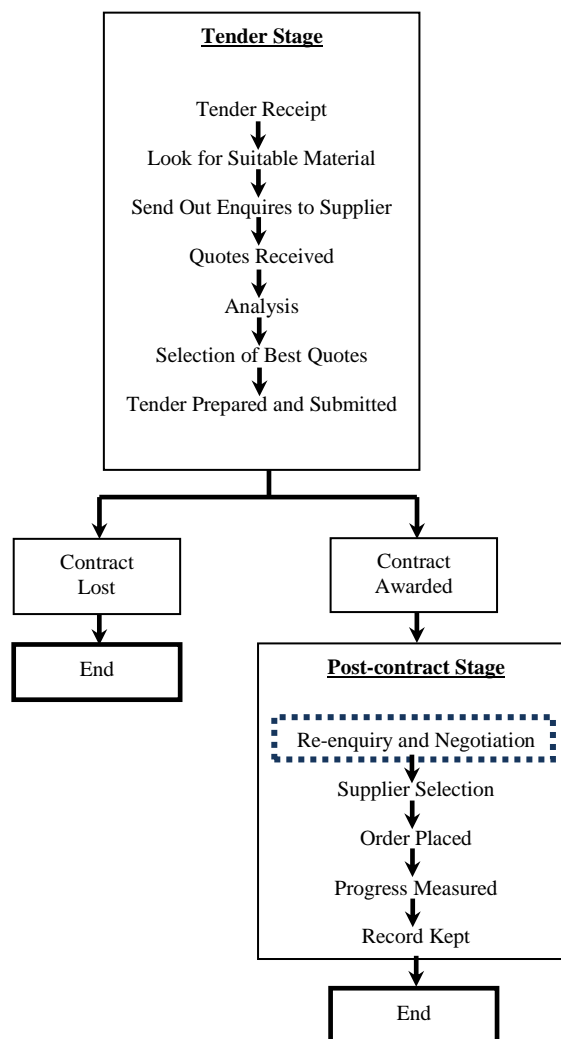 Tender Stage
Tender Receipt
Look for Suitable Material
Send Out Enquires to Supplier
Quotes Received
Analysis
Selection of Best Quotes
Tender Prepared and Submitted
Contract
Lost
Contract
Awarded
End
Post-contract Stage
Re-enquiry and Negotiation
Supplier Selection
Order Placed
Progress Measured
Record Kept
End